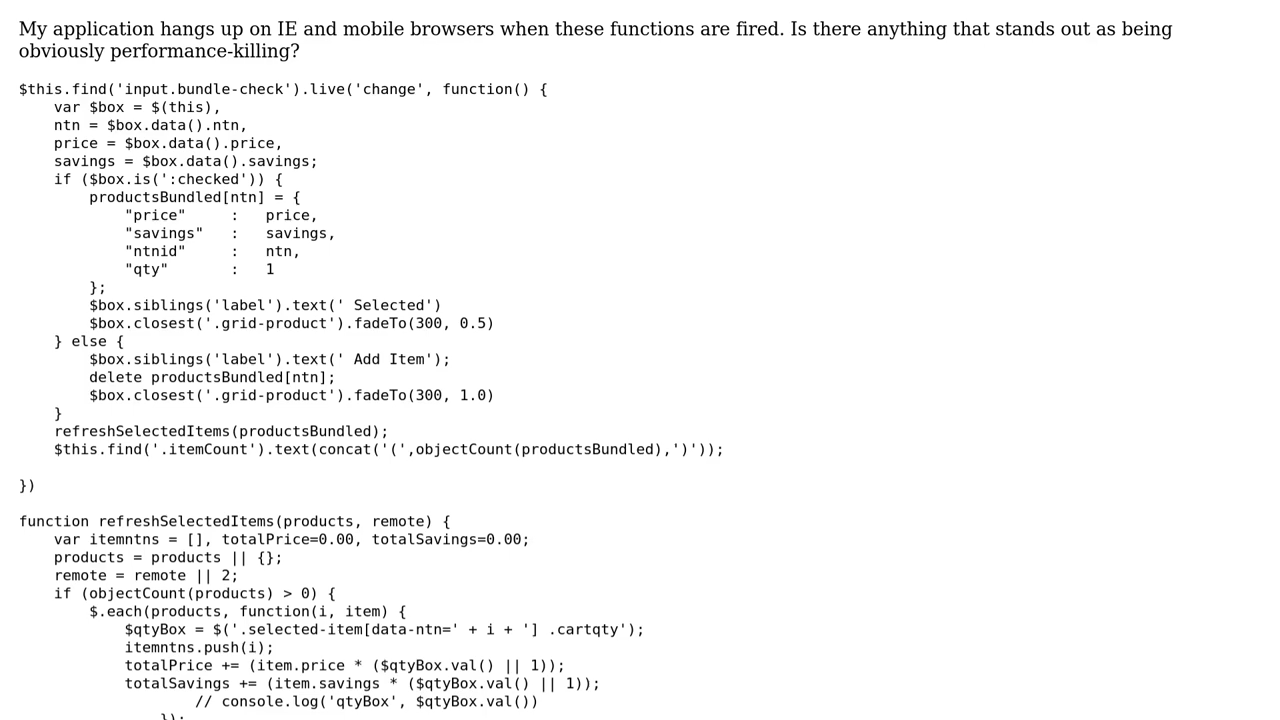 My application hangs up on IE and mobile browsers when these functions are fired. Is there anything that stands out as being
obviously performance-killing?
$this.find('input.bundle-check').live('change', function() {
    var $box = $(this),
    ntn = $box.data().ntn,
    price = $box.data().price,
    savings = $box.data().savings;
    if ($box.is(':checked')) {
        productsBundled[ntn] = {
            "price"     :   price,
            "savings"   :   savings,
            "ntnid"     :   ntn,
            "qty"       :   1
        };
        $box.siblings('label').text(' Selected')
        $box.closest('.grid-product').fadeTo(300, 0.5)
    } else {
        $box.siblings('label').text(' Add Item');
        delete productsBundled[ntn];
        $box.closest('.grid-product').fadeTo(300, 1.0)
    }
    refreshSelectedItems(productsBundled);
    $this.find('.itemCount').text(concat('(',objectCount(productsBundled),')'));
})
function refreshSelectedItems(products, remote) {
    var itemntns = [], totalPrice=0.00, totalSavings=0.00;
    products = products || {};
    remote = remote || 2;
    if (objectCount(products) > 0) {
        $.each(products, function(i, item) {
            $qtyBox = $('.selected-item[data-ntn=' + i + '] .cartqty');
            itemntns.push(i);
            totalPrice += (item.price * ($qtyBox.val() || 1));
            totalSavings += (item.savings * ($qtyBox.val() || 1));
                    // console.log('qtyBox', $qtyBox.val())
                });